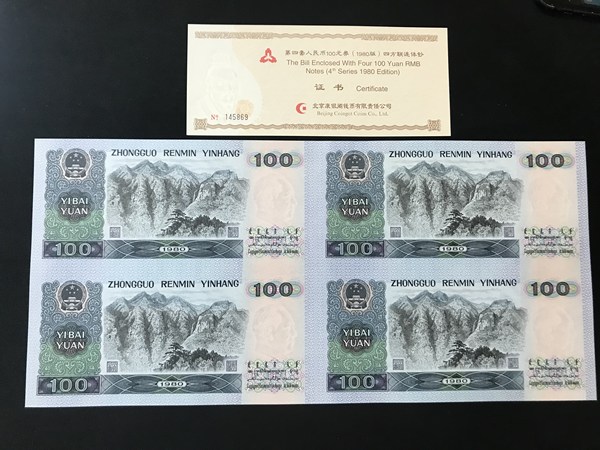 第四套人民币100元券(1980版)四方联连体钞
The Bill Enclosed With Four 100 Yuan RMB
Notes (4th Series 1980 Edition)
证书 Certificate
北京康银阁钱币有限责任公司
Beijing Coinget Coins Co., Ltd.
No 145869
ZHONGGUO RENMIN YINHANG 100
YIBAI
YUAN
100 1980
ZHONGGUO RENMIN YINHANG 100
YIBAI
YUAN
100 1980
ZHONGGUO RENMIN YINHANG 100
YIBAI
YUAN
100 1980
ZHONGGUO RENMIN YINHANG 100
YIBAI
YUAN
100 1980